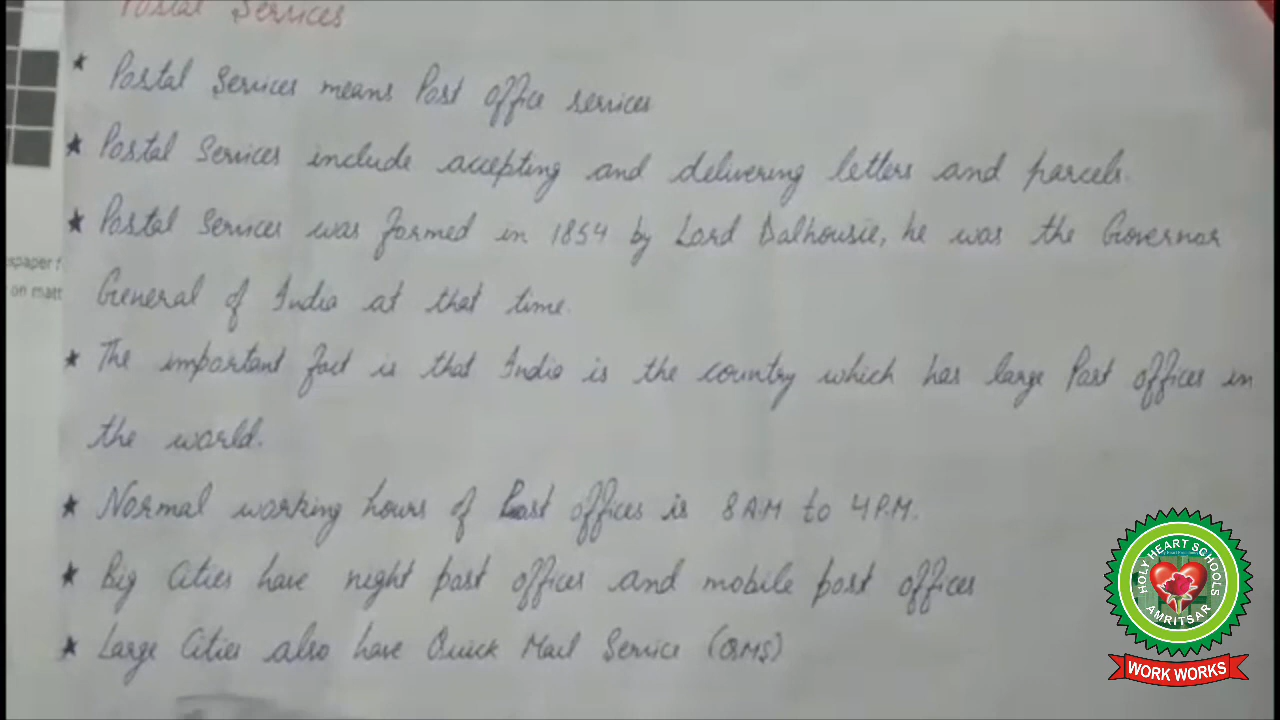 Postal Services
* Postal Services means Post office services
* Postal Services include accepting and delivering letters and parcels.
* Postal Services was formed in 1854 by Lord Dalhousie, he was the Governor
General of India at that time.
* The important fact is that India is the country which has large Post offices in
the world.
* Normal working hours of Post offices is 8 A.M to 4 P.M.
* Big Cities have night post offices and mobile post offices
* Large Cities also have Quick Mail Service (QMS)
spaper
on matt
HOLY HEART SCHOOLS
AMRITSAR
WORK WORKS